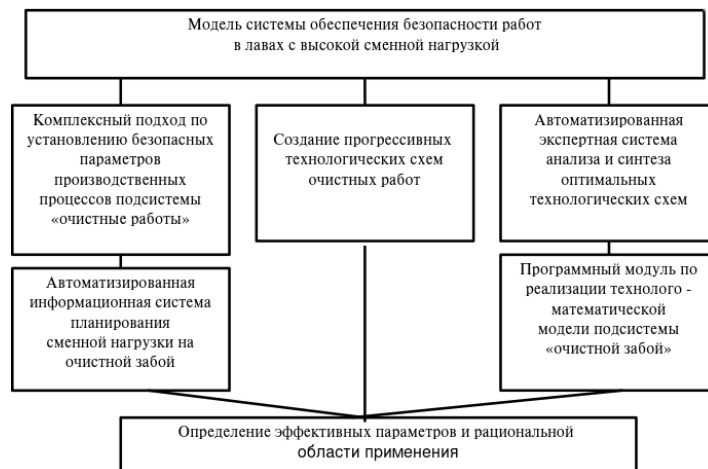 Модель системы обеспечения безопасности работ
в лавах с высокой сменной нагрузкой
Комплексный подход по
установлению безопасных
параметров
производственных
процессов подсистемы
«очистные работы»
Создание прогрессивных
технологических схем
очистных работ
Автоматизированная
экспертная система
анализа и синтеза
оптимальных
технологических схем
Автоматизированная
информационная система
планирования
сменной нагрузки на
очистной забой
Программный модуль по
реализации технолого -
математической
модели подсистемы
«очистной забой»
Определение эффективных параметров и рациональной
области применения